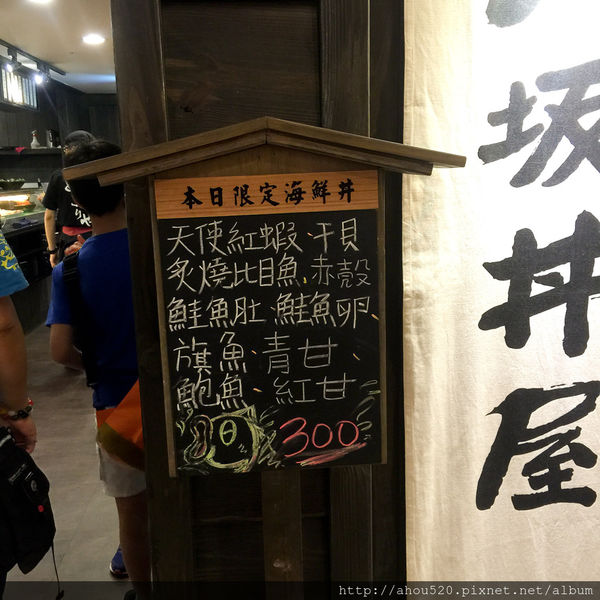 本日限定海鮮丼
天使紅蝦、干貝
炙燒比目魚、赤殼
鮭魚肚、鮭魚卵、
旗魚、青甘、
鮑魚、紅甘
300
坂井屋
http://ahou520.pixnet.net/album